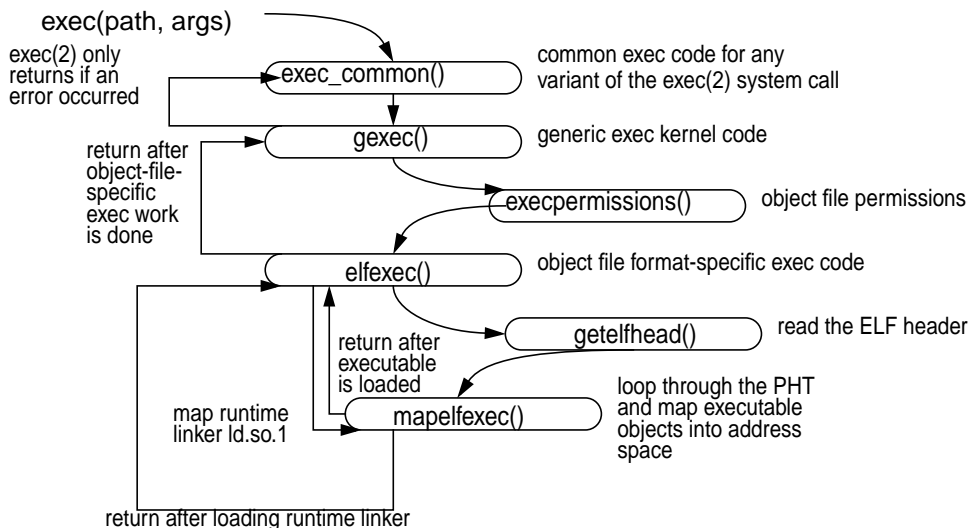 exec(path, args)
exec(2) only
returns if an
error occurred
exec_common()
common exec code for any
variant of the exec(2) system call
gexec()
generic exec kernel code
return after
object-file-
specific
exec work
is done
execpermissions()
object file permissions
elfexec()
object file format-specific exec code
getelfhead()
read the ELF header
return after
executable
is loaded
mapelfexec()
loop through the PHT
and map executable
objects into address
space
map runtime
linker ld.so.1
return after loading runtime linker